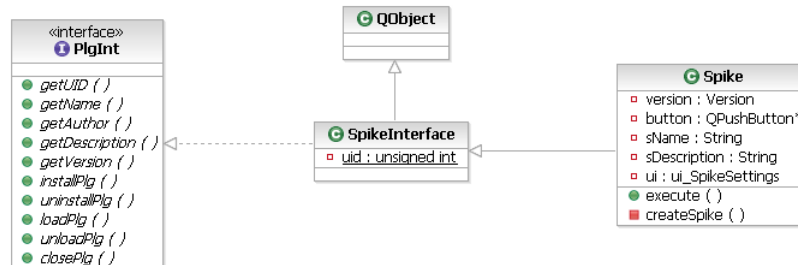 «interface»
I PlgInt
getUID ( )
getName ( )
getAuthor ( )
getDescription ( )
getVersion ( )
installPlg ( )
uninstallPlg ( )
loadPlg ( )
unloadPlg ( )
closePlg ( )
C QObject
C SpikeInterface
uid : unsigned int
C Spike
version : Version
button : QPushButton*
sName : String
sDescription : String
ui : ui_SpikeSettings
execute ( )
createSpike ( )